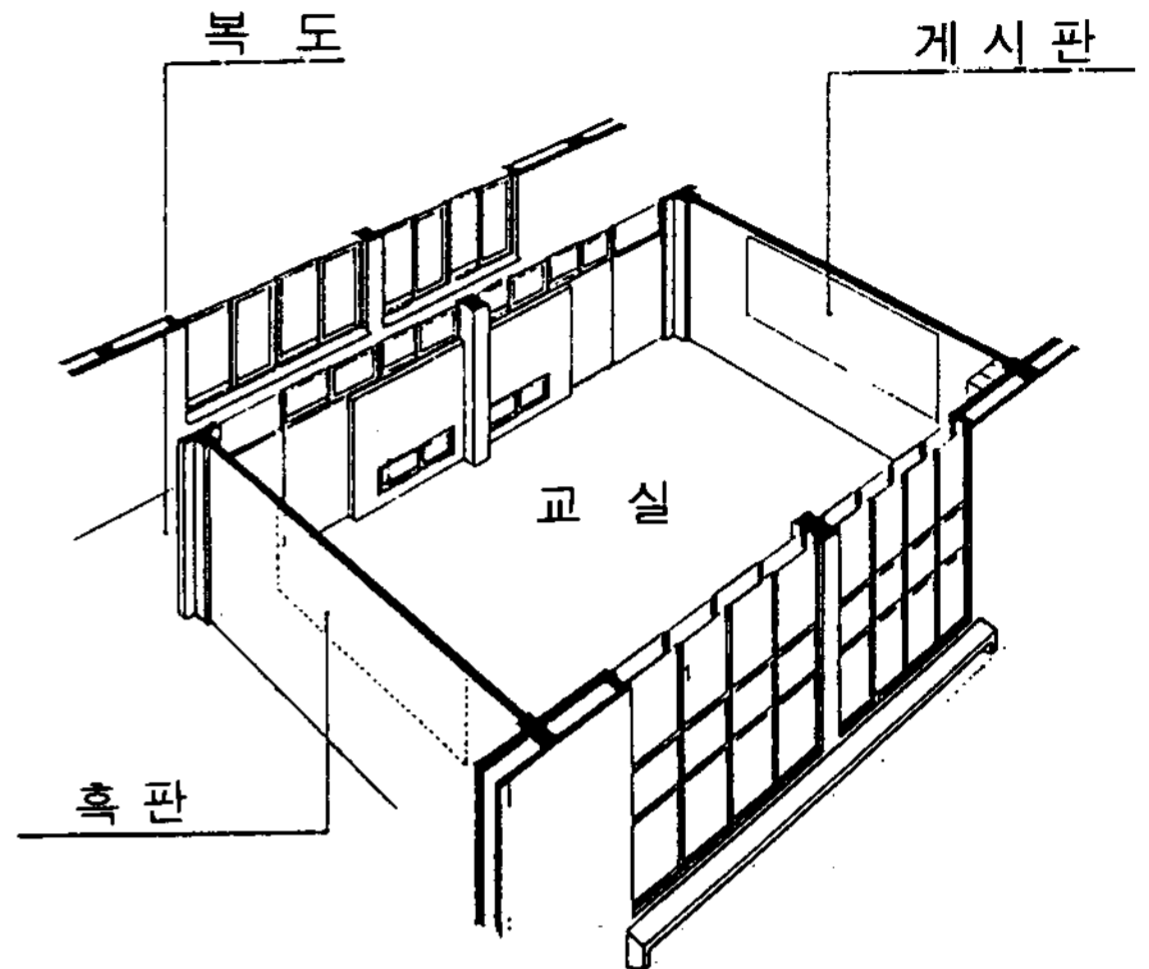 복 도
게 시 판
교 실
흑 판